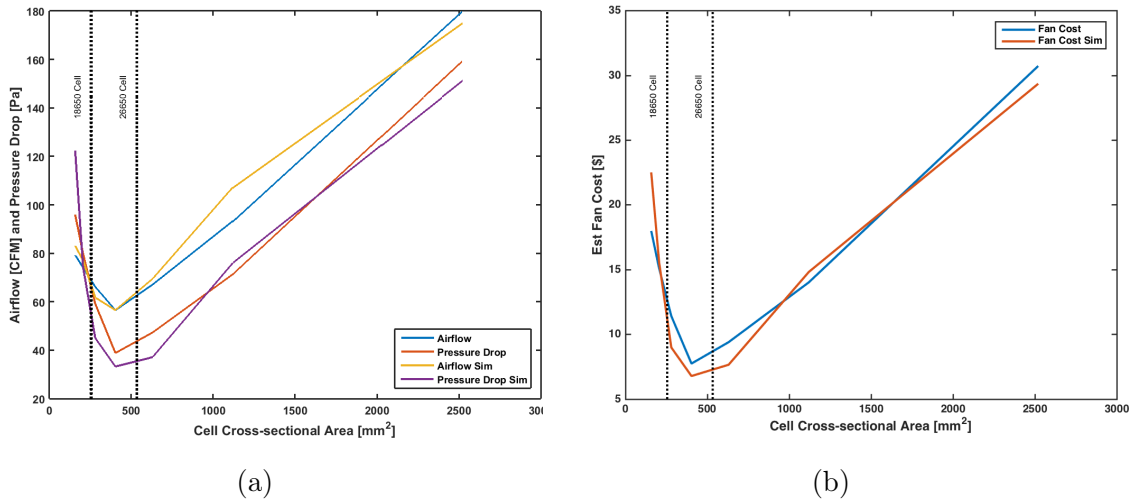 180
160
140
120
100
80
60
40
20
0
500
1000
1500
2000
2500
300
Airflow [CFM] and Pressure Drop [Pa]
Cell Cross-sectional Area [mm²]
18650 Cell
26650 Cell
Airflow
Pressure Drop
Airflow Sim
Pressure Drop Sim
(a)
35
30
25
20
15
10
5
0
500
1000
1500
2000
2500
3000
Est Fan Cost [$]
Cell Cross-sectional Area [mm²]
18650 Cell
26650 Cell
Fan Cost
Fan Cost Sim
(b)